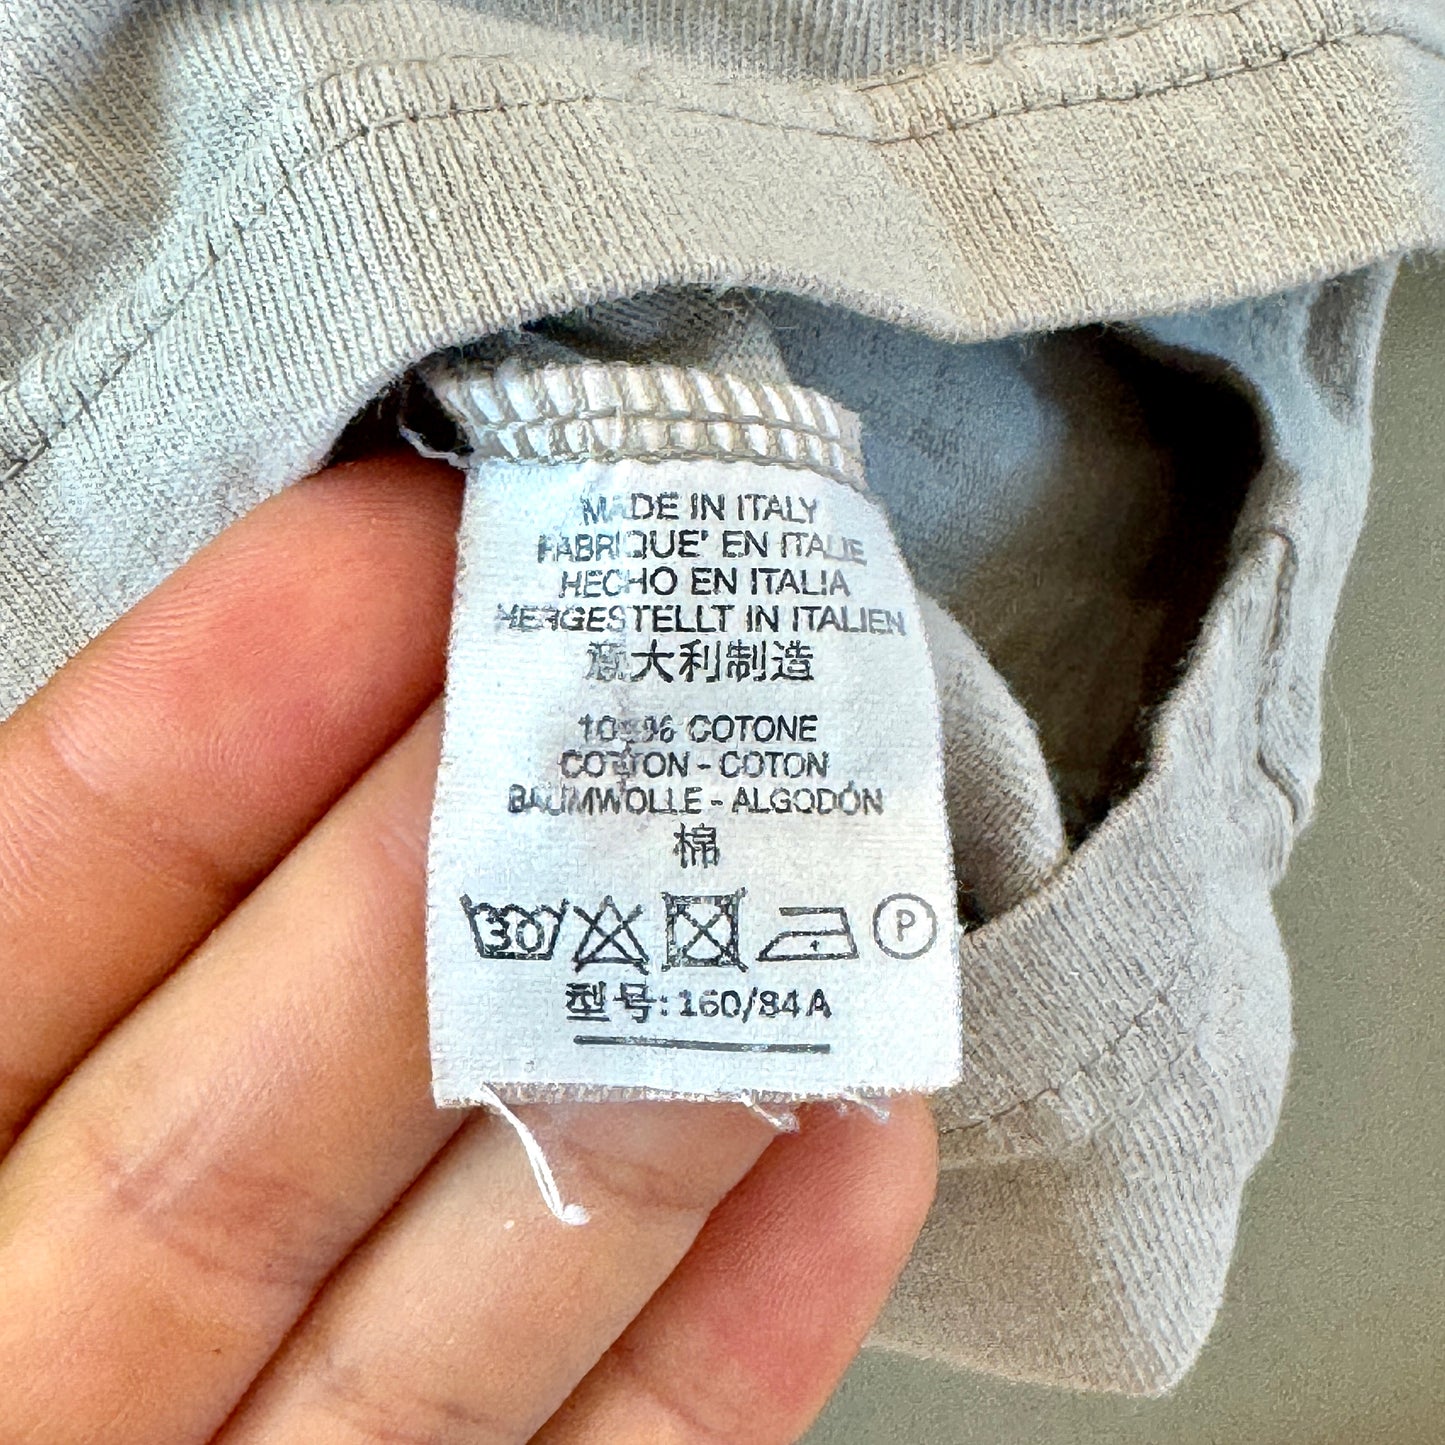 MADE IN ITALY
FABRIQUE' EN ITALIE
HECHO EN ITALIA
HERGESTELLT IN ITALIEN
意大利制造
100% COTONE
COTTON - COTON
BAUMWOLLE - ALGODÓN
棉
30 P
型号: 160/84A